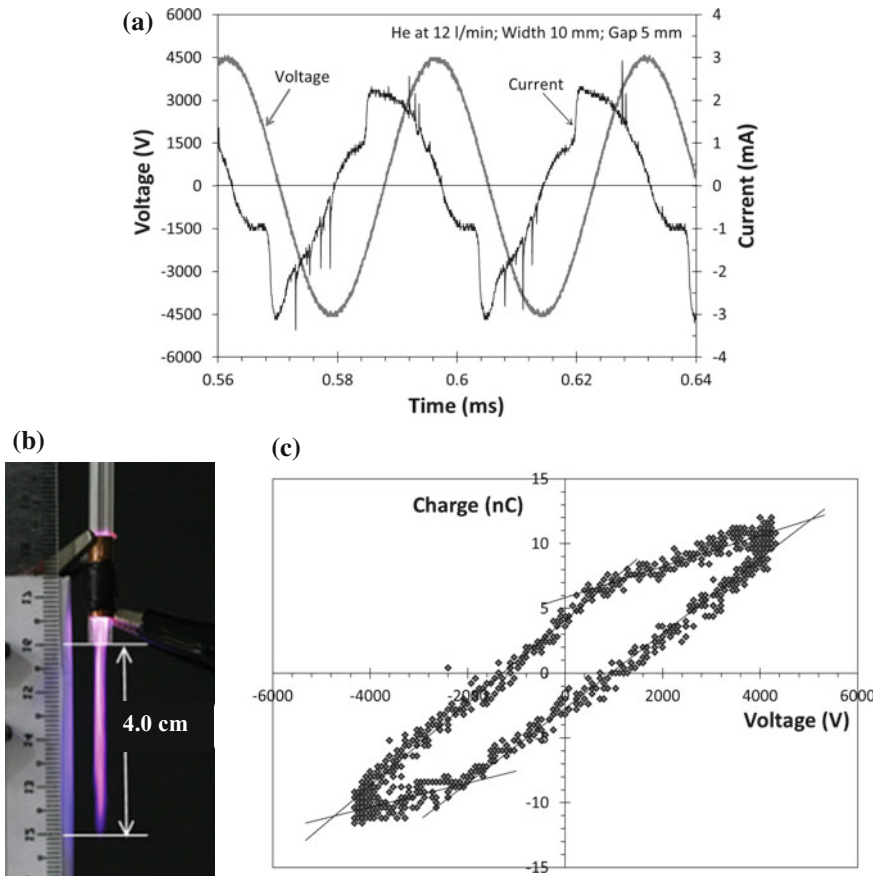 (a)
He at 12 l/min; Width 10 mm; Gap 5 mm
Voltage
Current
Voltage (V)
6000
4500
3000
1500
0
-1500
-3000
-4500
-6000
Current (mA)
4
3
2
1
0
-1
-2
-3
-4
0.56 0.58 0.6 0.62 0.64
Time (ms)
(b)
4.0 cm
(c)
Charge (nC)
15
10
5
0
-10
-15
-6000 -4000 -2000 0 2000 4000 6000
Voltage (V)